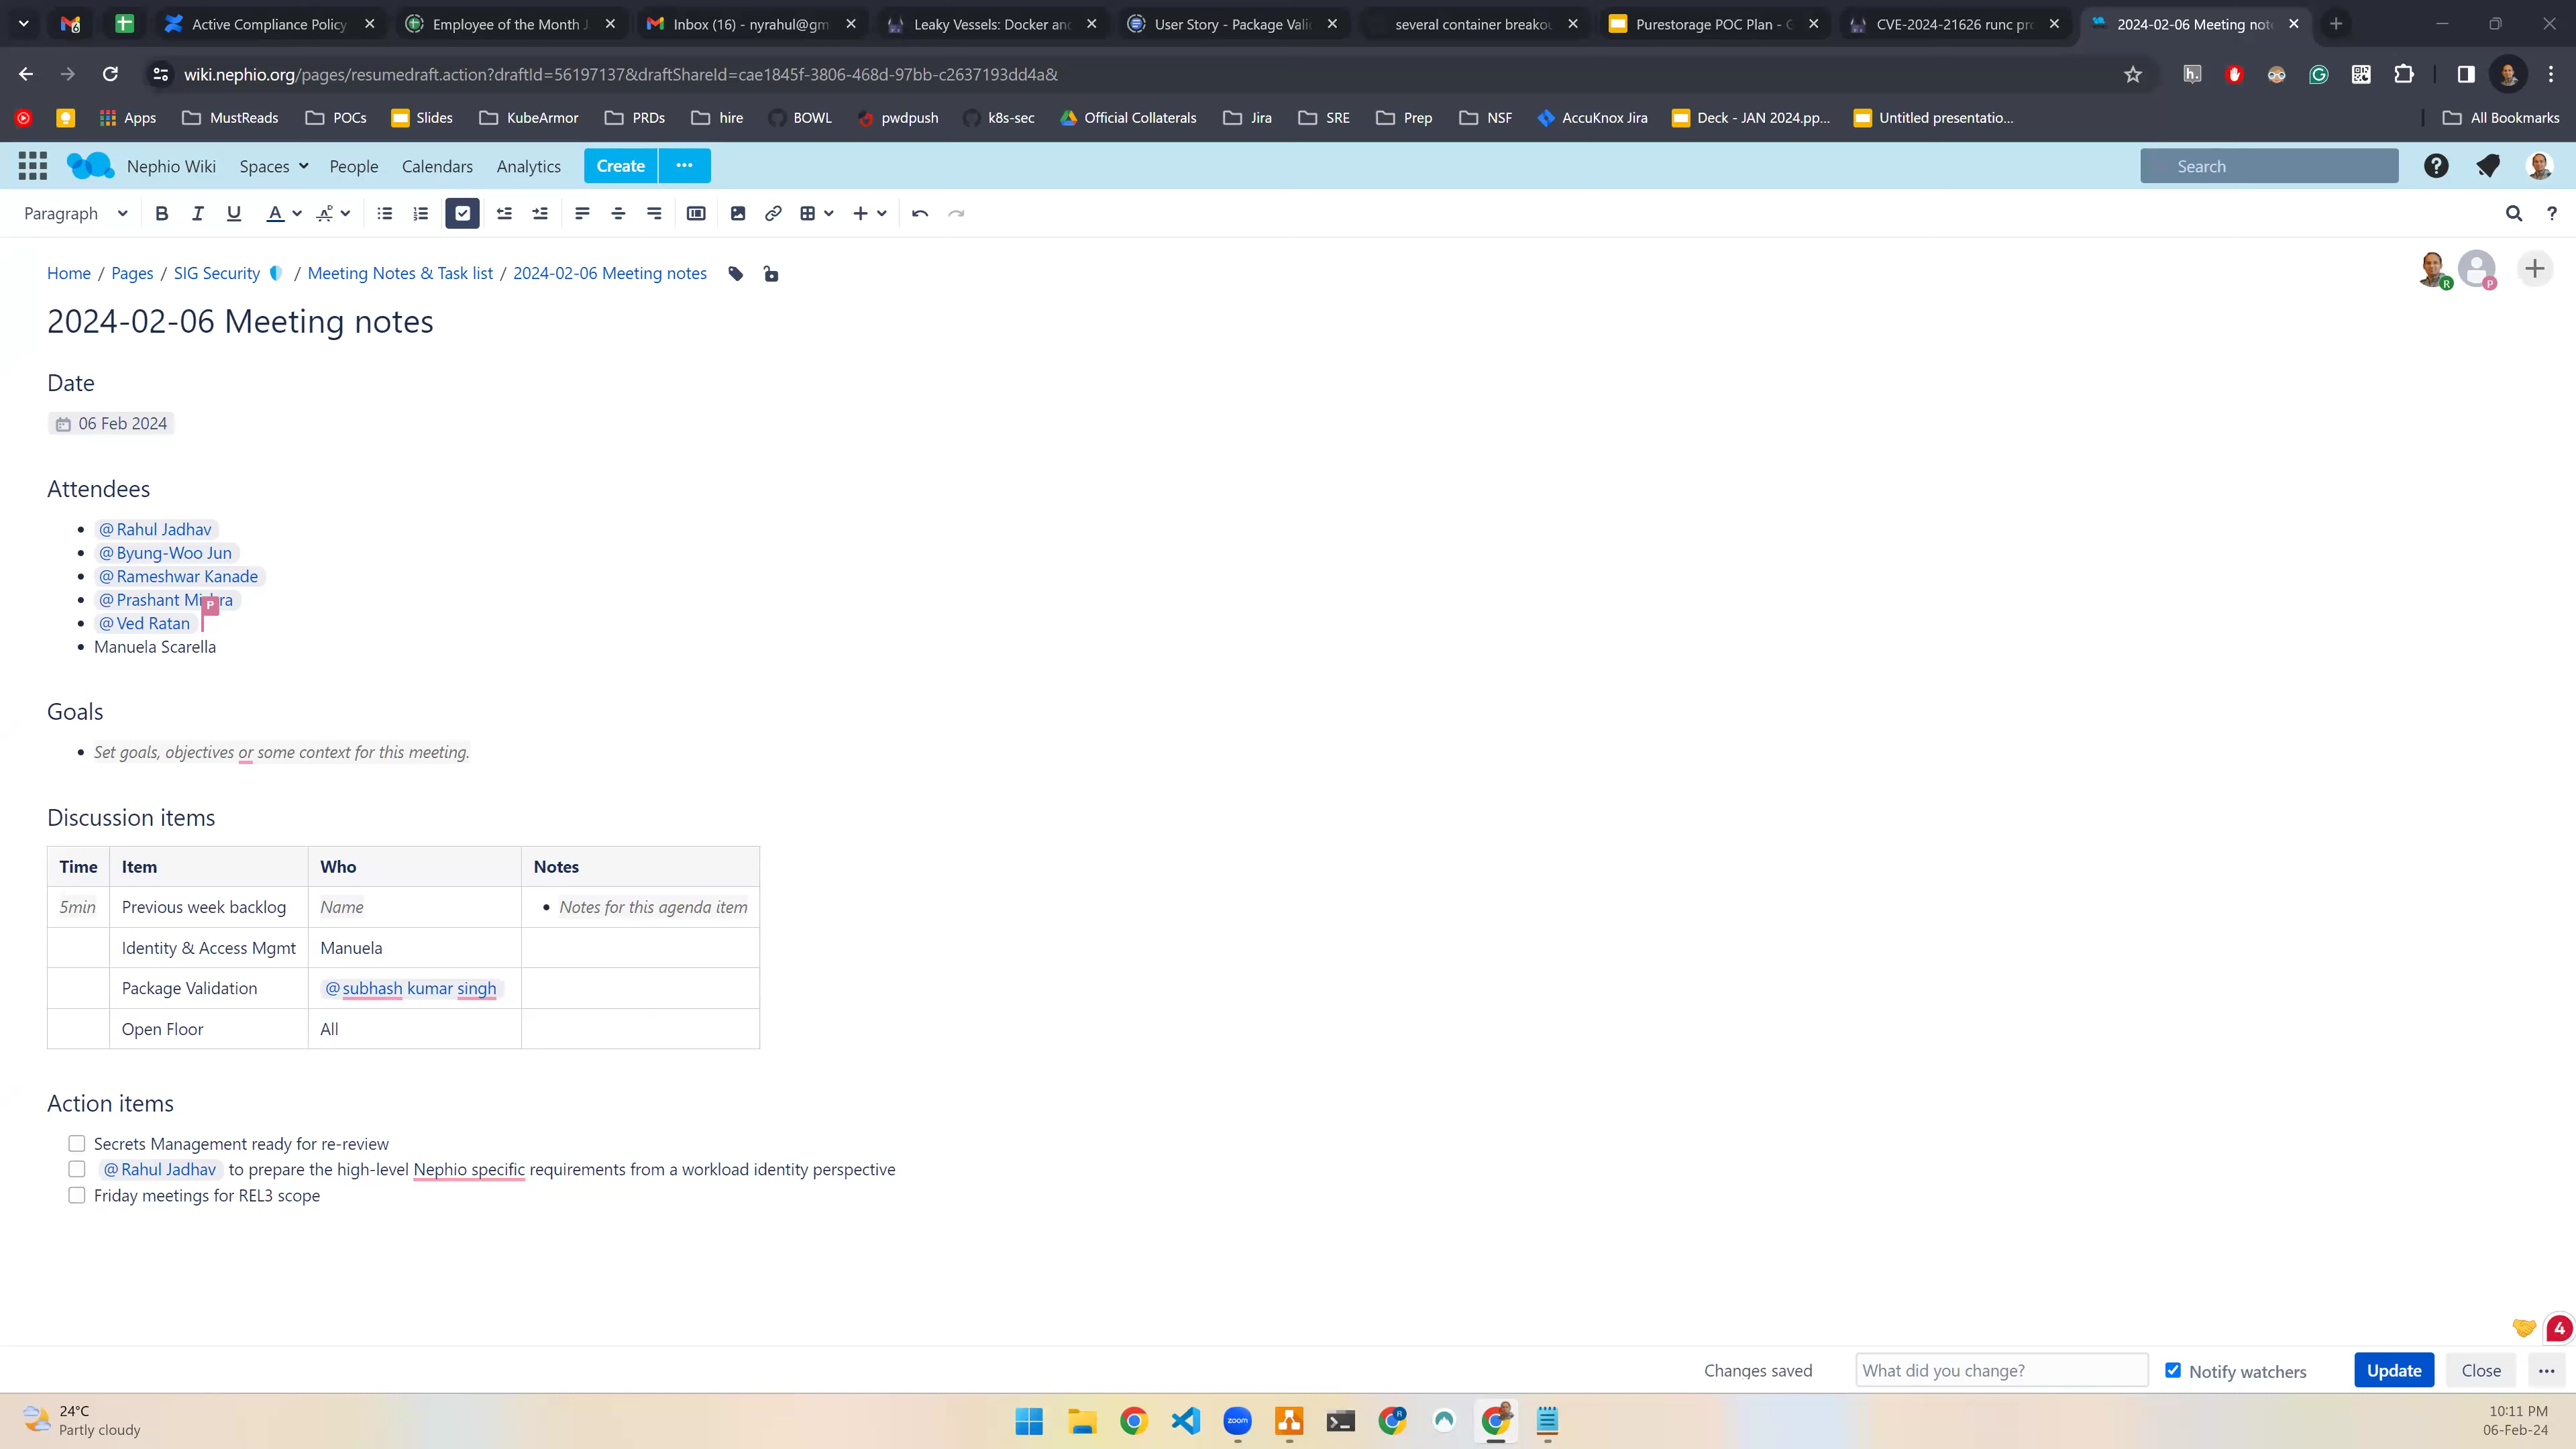 Active Compliance Policy
Employee of the Month J
Inbox (16) - nyrahul@gm
Leaky Vessels: Docker and
User Story - Package Vali
several container breakou
Purestorage POC Plan - G
CVE-2024-21626 runc pro
2024-02-06 Meeting not
wiki.nephio.org/pages/resumedraft.action?draftId=56197137&draftShareId=cae1845f-3806-468d-97bb-c2637193dd4a&
Apps MustReads POCs Slides KubeArmor PRDs hire BOWL pwdpush k8s-sec Official Collaterals Jira SRE Prep NSF AccuKnox Jira Deck - JAN 2024.pp... Untitled presentatio... All Bookmarks
Nephio Wiki Spaces People Calendars Analytics Create ••• Search
Paragraph B I U A
Home / Pages / SIG Security / Meeting Notes & Task list / 2024-02-06 Meeting notes
R P
2024-02-06 Meeting notes
Date
06 Feb 2024
Attendees
• @Rahul Jadhav
• @Byung-Woo Jun
• @Rameshwar Kanade
• @Prashant Mishra
P
• @Ved Ratan
• Manuela Scarella
Goals
• Set goals, objectives or some context for this meeting.
Discussion items
Time Item Who Notes
5min Previous week backlog Name • Notes for this agenda item
Identity & Access Mgmt Manuela
Package Validation @subhash kumar singh
Open Floor All
Action items
Secrets Management ready for re-review
@Rahul Jadhav to prepare the high-level Nephio specific requirements from a workload identity perspective
Friday meetings for REL3 scope
4
Changes saved What did you change? Notify watchers Update Close •••
24°C
Partly cloudy
zoom
R
10:11 PM
06-Feb-24